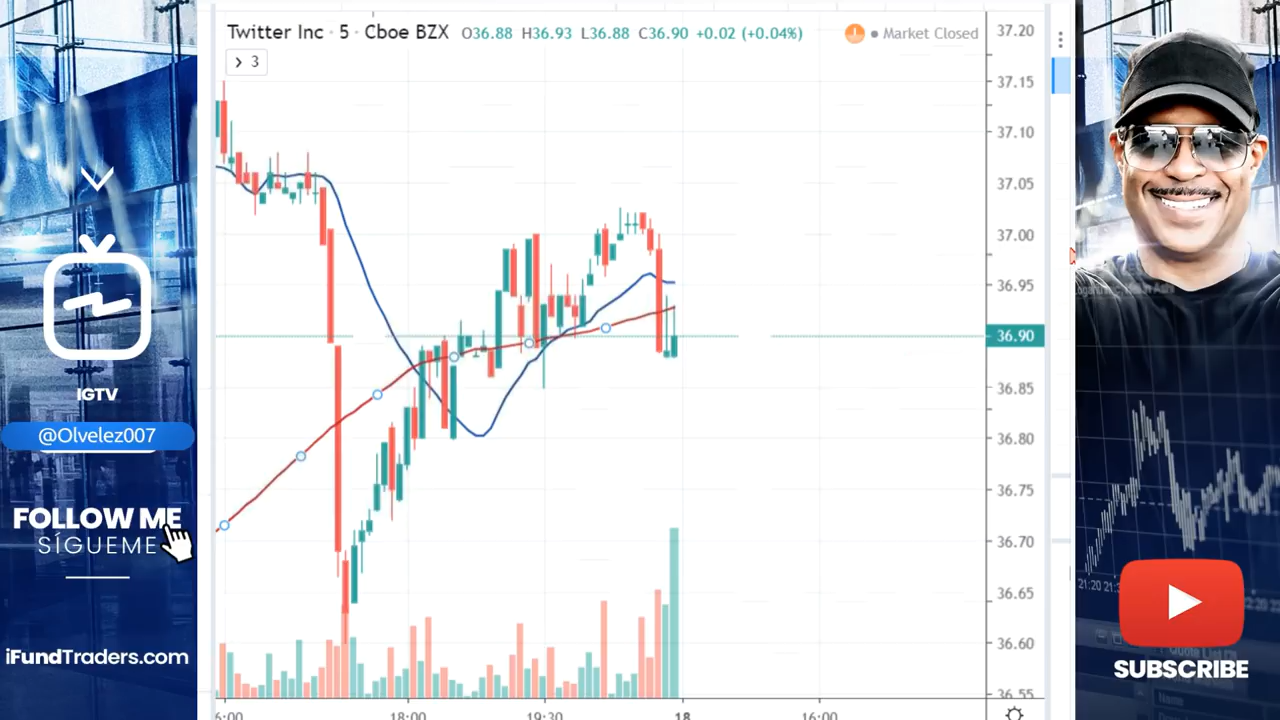 IGTV
@Olvelez007
FOLLOW ME
SÍGUEME
iFundTraders.com
Twitter Inc · 5 · Cboe BZX O36.88 H36.93 L36.88 C36.90 +0.02 (+0.04%)
Market Closed
3
37.20
37.15
37.10
37.05
37.00
36.95
36.90
36.85
36.80
36.75
36.70
36.65
36.60
36.55
6:00 18:00 19:30 18 16:00
21:20
SUBSCRIBE